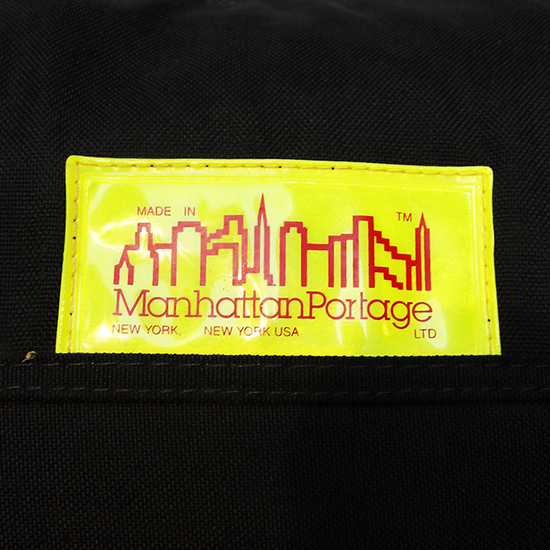 MADE IN TM
ManhattanPortage
NEW YORK, NEW YORK USA LTD